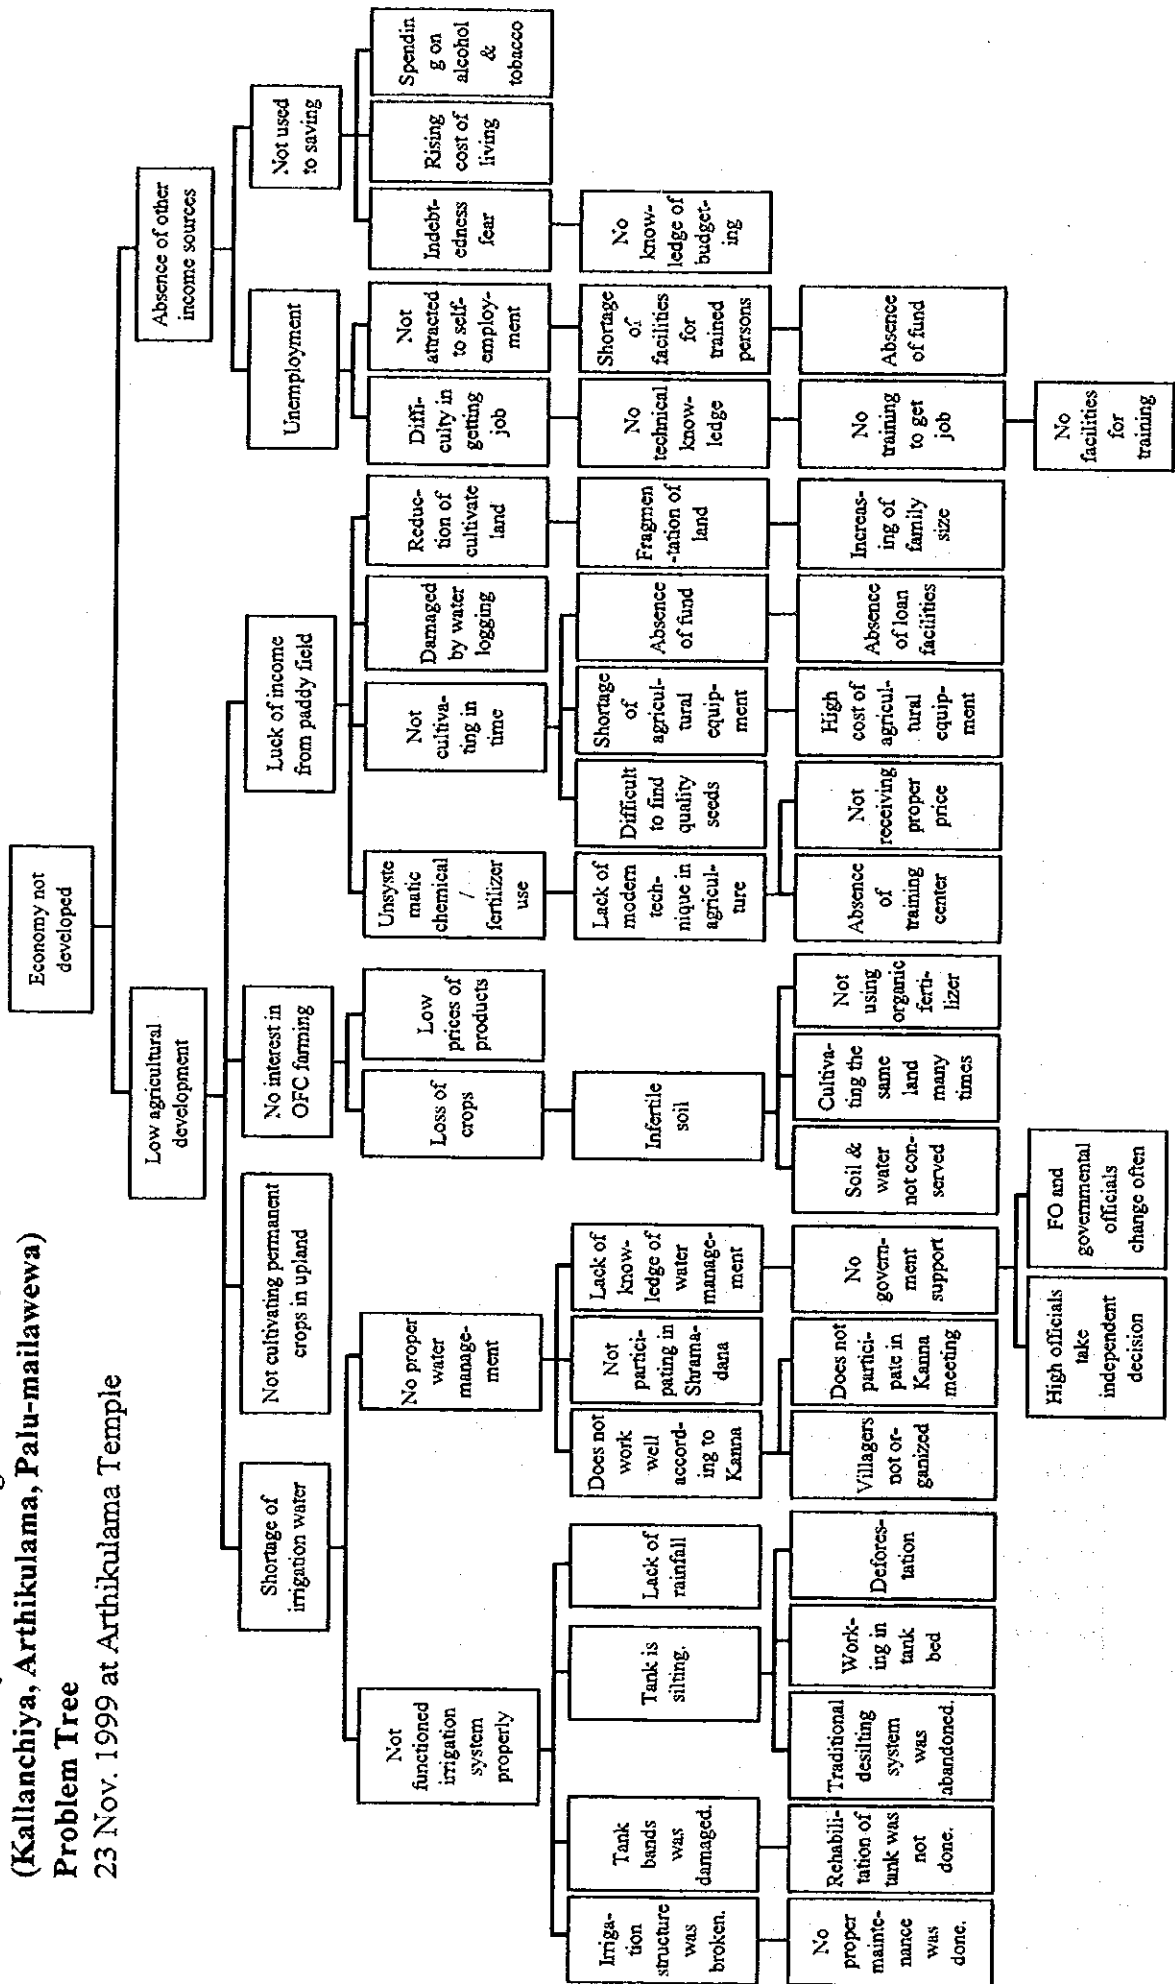 (Kallanchiya, Arthikulama, Palu-mailawewa)
Problem Tree
23 Nov. 1999 at Arthikulama Temple
Economy not
developed
Low agricultural
development
Absence of other
income sources
Shortage of
irrigation water
Not cultivating permanent
crops in upland
No interest in
OFC farming
Luck of income
from paddy field
Unemployment
Not used
to saving
Not
functioned
irrigation
system
properly
No proper
water
manage-
ment
Loss of
crops
Low
prices of
products
Unsyste
matic
chemical
/
fertilizer
use
Not
cultiva-
ting in
time
Damaged
by water
logging
Reduc-
tion of
cultivate
land
Diffi-
culty in
getting
job
Not
attracted
to self-
employ-
ment
Indebt-
edness
fear
Rising
cost of
living
Spendin
g on
alcohol
&
tobacco
Irriga-
tion
structure
was
broken.
Tank
bands
was
damaged.
Tank is
silting.
Lack of
rainfall
Does not
work
well
accord-
ing to
Kanna
Not
partici-
pating in
Shrama-
dana
Lack of
know-
ledge of
water
manage-
ment
Infertile
soil
Lack of
modern
tech-
nique in
agricul-
ture
Difficult
to find
quality
seeds
Shortage
of
agricul-
tural
equip-
ment
Absence
of fund
Fragmen
-tation of
land
No
technical
know-
ledge
Shortage
of
facilities
for
trained
persons
No
know-
ledge of
budget-
ing
No
proper
mainte-
nance
was
done.
Rehabili-
tation of
tank was
not
done.
Traditional
desilting
system
was
abandoned.
Work-
ing in
tank
bed
Defores-
tation
Villagers
not or-
ganized
Does not
partici-
pate in
Kanna
meeting
No
govern-
ment
support
Soil &
water
not con-
served
Cultiva-
ting the
same
land
many
times
Not
using
organic
ferti-
lizer
Absence
of
training
center
Not
receiving
proper
price
High
cost of
agricul-
tural
equip-
ment
Absence
of loan
facilities
Increas-
ing of
family
size
No
training
to get
job
Absence
of fund
High officials
take
independent
decision
FO and
governmental
officials
change often
No
facilities
for
training